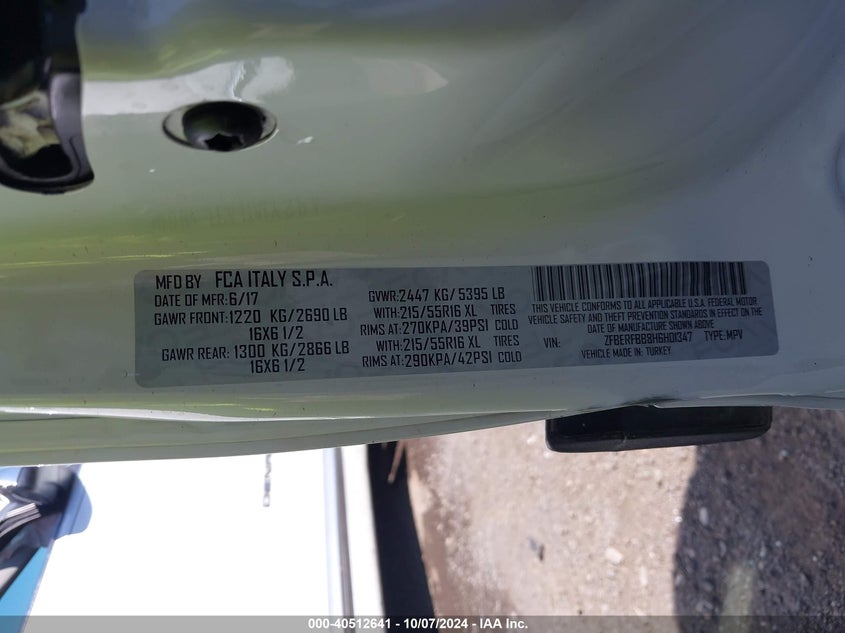 MFD BY FCA ITALY S.P.A.
DATE OF MFR: 6/17
GAWR FRONT: 1220 KG/2690 LB
16X6 1/2
GAWR REAR: 1300 KG/2866 LB
16X6 1/2
GVWR: 2447 KG/5395 LB
WITH: 215/55R16 XL TIRES
RIMS AT: 270KPA/39PSI COLD
WITH: 215/55R16 XL TIRES
RIMS AT: 290KPA/42PSI COLD
THIS VEHICLE CONFORMS TO ALL APPLICABLE U.S.A. FEDERAL MOTOR
VEHICLE SAFETY AND THEFT PREVENTION STANDARDS IN EFFECT ON THE
DATE OF MANUFACTURE SHOWN ABOVE
VIN: ZFBERFBB8H6H01347 TYPE: MPV
VEHICLE MADE IN: TURKEY
000-40512641 - 10/07/2024 - IAA Inc.